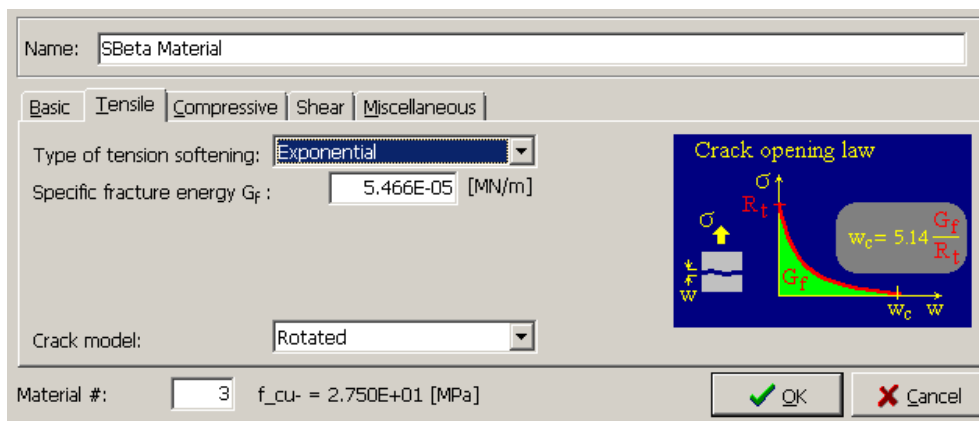 Name: SBeta Material
Basic Tensile Compressive Shear Miscellaneous
Type of tension softening: Exponential
Specific fracture energy GF : 5.466E-05 [MN/m]
Crack model: Rotated
Crack opening law
σ
Rt
σ
wc = 5.14 Gf/Rt
Gf
w
wc w
Material #: 3 f_cu- = 2.750E+01 [MPa] OK Cancel